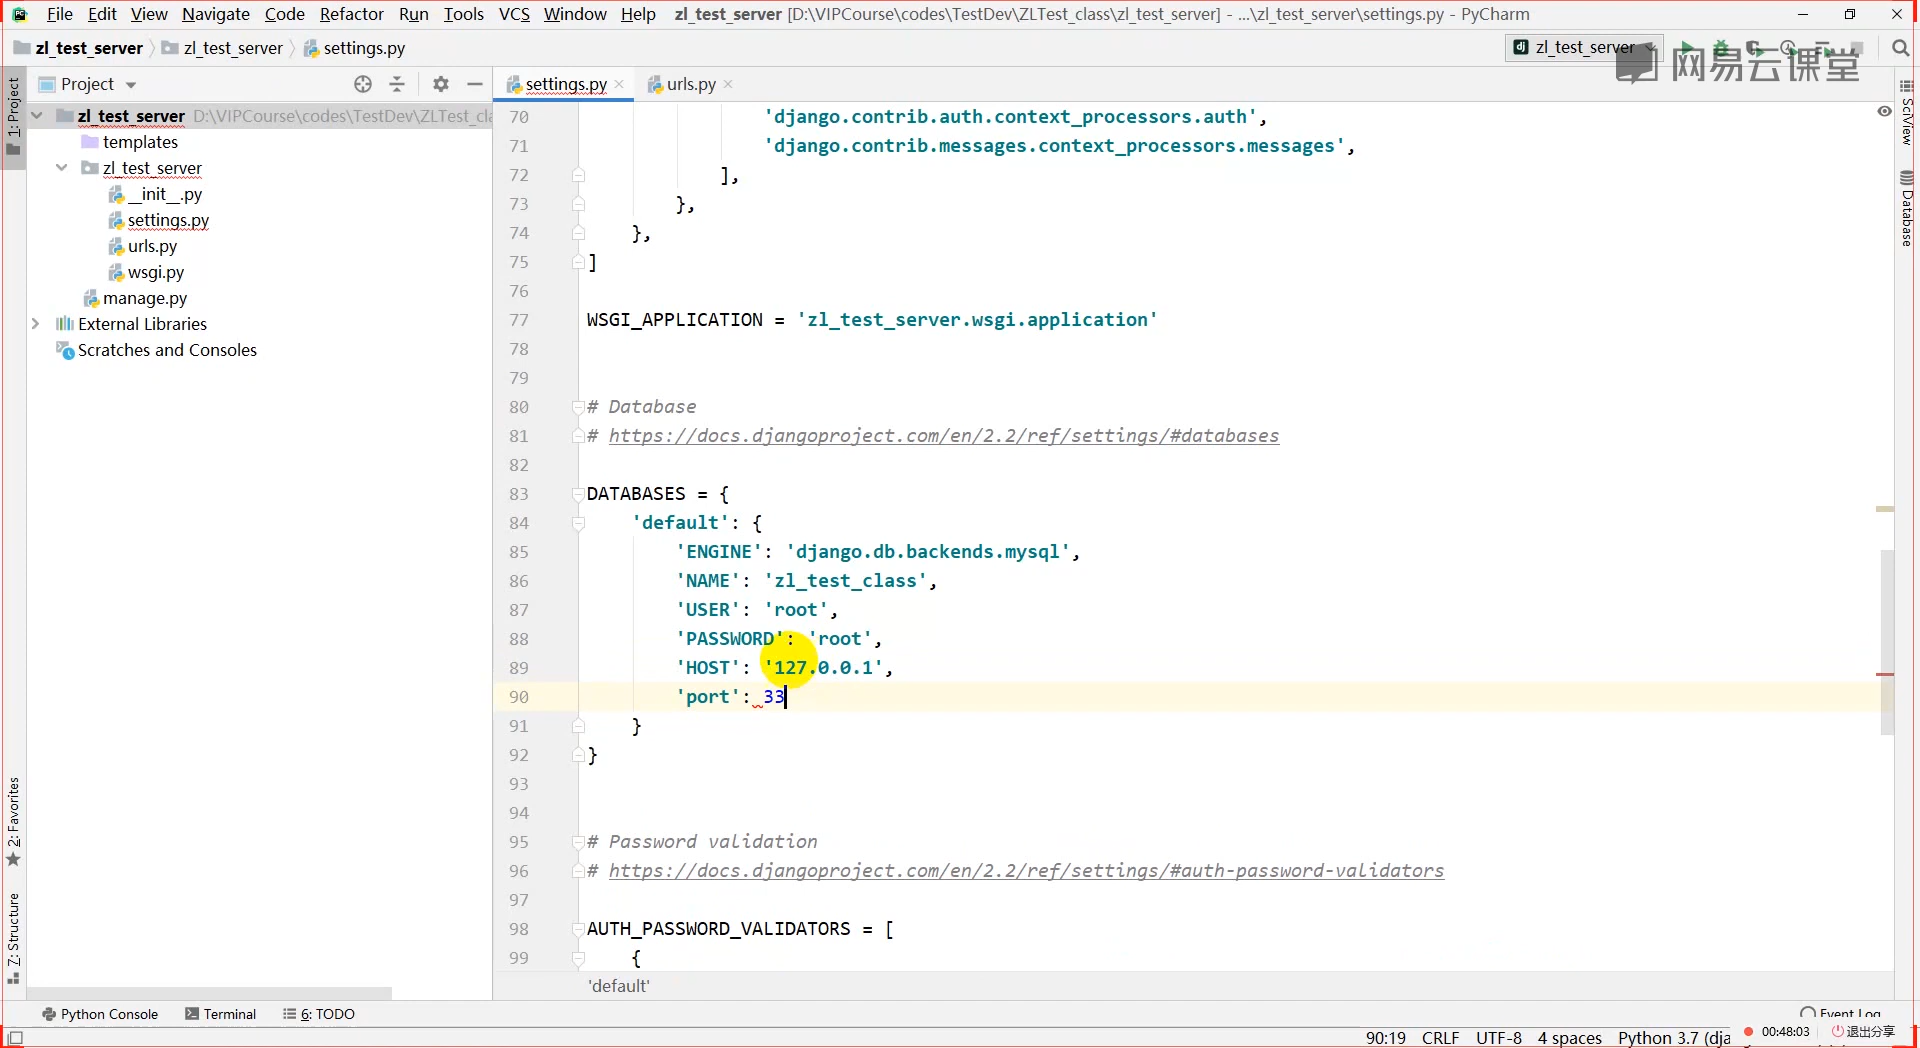 File Edit View Navigate Code Refactor Run Tools VCS Window Help zl_test_server [D:\VIPCourse\codes\TestDev\ZLTest_class\zl_test_server] - ...\zl_test_server\settings.py - PyCharm
zl_test_server zl_test_server settings.py
zl_test_server
网易云课堂
1: Project
Project
settings.py
urls.py
zl_test_server D:\VIPCourse\codes\TestDev\ZLTest_cla
templates
zl_test_server
__init__.py
settings.py
urls.py
wsgi.py
manage.py
External Libraries
Scratches and Consoles
70 'django.contrib.auth.context_processors.auth',
71 'django.contrib.messages.context_processors.messages',
72 ],
73 },
74 },
75 ]
76
77 WSGI_APPLICATION = 'zl_test_server.wsgi.application'
78
79
80 # Database
81 # https://docs.djangoproject.com/en/2.2/ref/settings/#databases
82
83 DATABASES = {
84 'default': {
85 'ENGINE': 'django.db.backends.mysql',
86 'NAME': 'zl_test_class',
87 'USER': 'root',
88 'PASSWORD': 'root',
89 'HOST': '127.0.0.1',
90 'port': 33
91 }
92 }
93
94
95 # Password validation
96 # https://docs.djangoproject.com/en/2.2/ref/settings/#auth-password-validators
97
98 AUTH_PASSWORD_VALIDATORS = [
99 {
'default'
SciView
Database
2: Favorites
7: Structure
Python Console Terminal 6: TODO
Event Log
90:19 CRLF UTF-8 4 spaces Python 3.7 (dja
00:48:03 退出分享